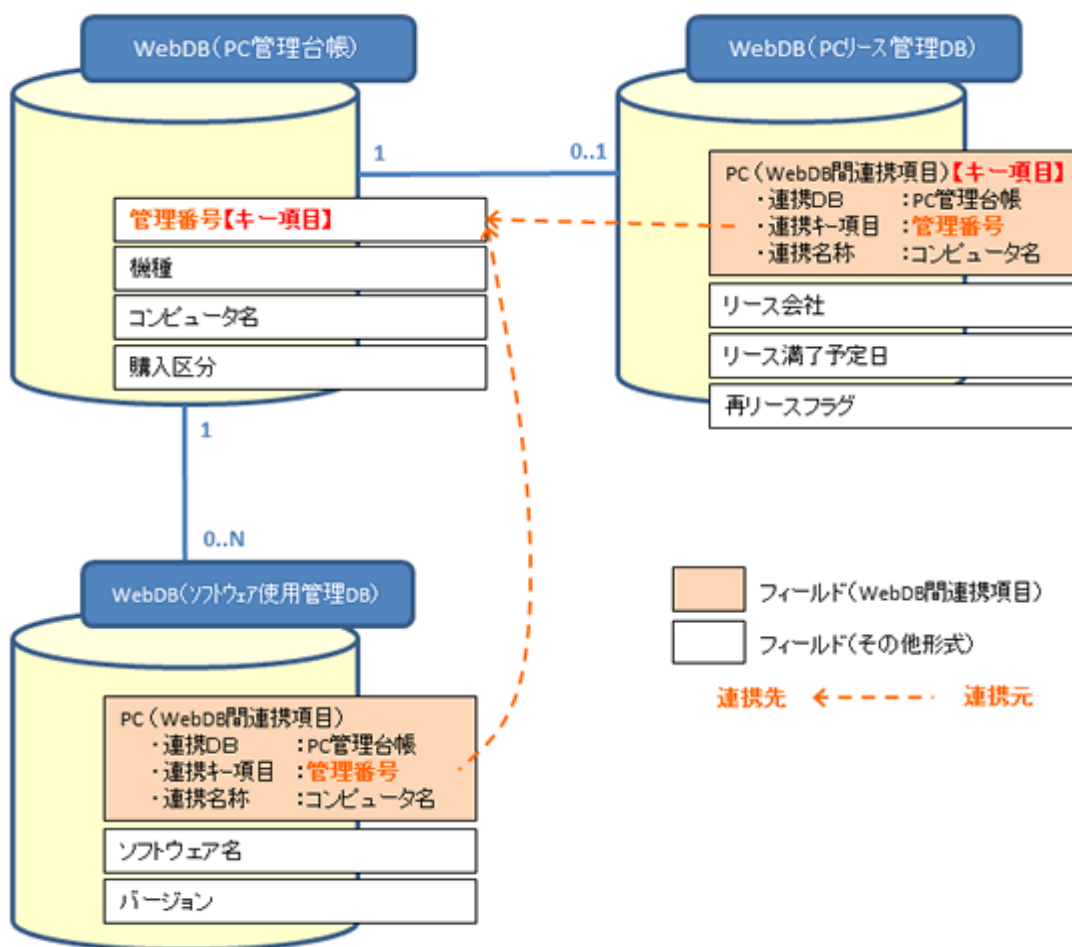 WebDB(PC管理台帳)
WebDB(PCリース管理DB)
1
0..1
管理番号【キー項目】
機種
コンピュータ名
購入区分
PC(WebDB間連携項目)【キー項目】
・連携DB :PC管理台帳
・連携キー項目 :管理番号
・連携名称 :コンピュータ名
リース会社
リース満了予定日
再リースフラグ
1
0..N
WebDB(ソフトウェア使用管理DB)
PC(WebDB間連携項目)
・連携DB :PC管理台帳
・連携キー項目 :管理番号
・連携名称 :コンピュータ名
ソフトウェア名
バージョン
フィールド(WebDB間連携項目)
フィールド(その他形式)
連携先 連携元